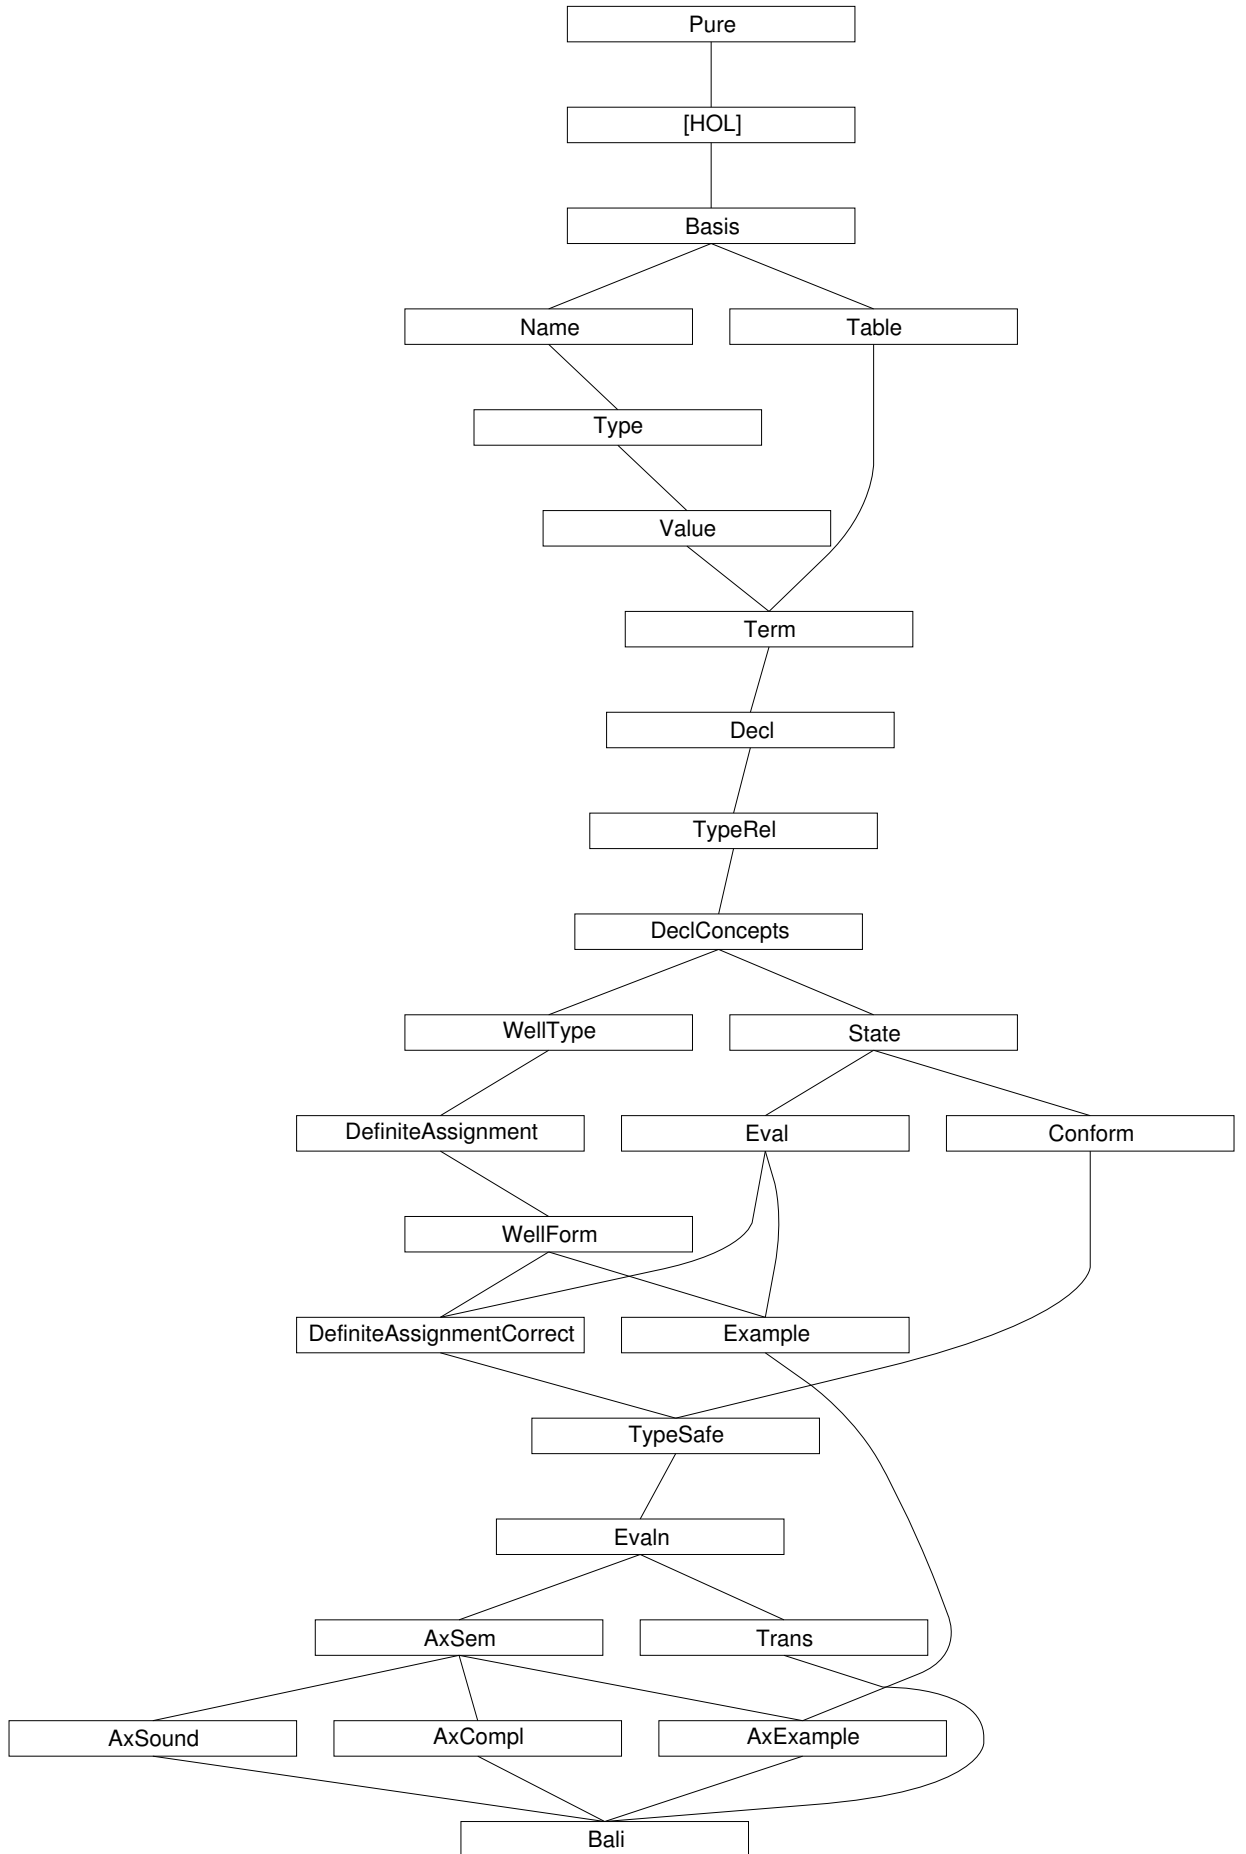 Pure
[HOL]
Basis
Name
Table
Type
Value
Term
Decl
TypeRel
DeclConcepts
WellType
State
DefiniteAssignment
Eval
Conform
WellForm
DefiniteAssignmentCorrect
Example
TypeSafe
Evaln
AxSem
Trans
AxSound
AxCompl
AxExample
Bali